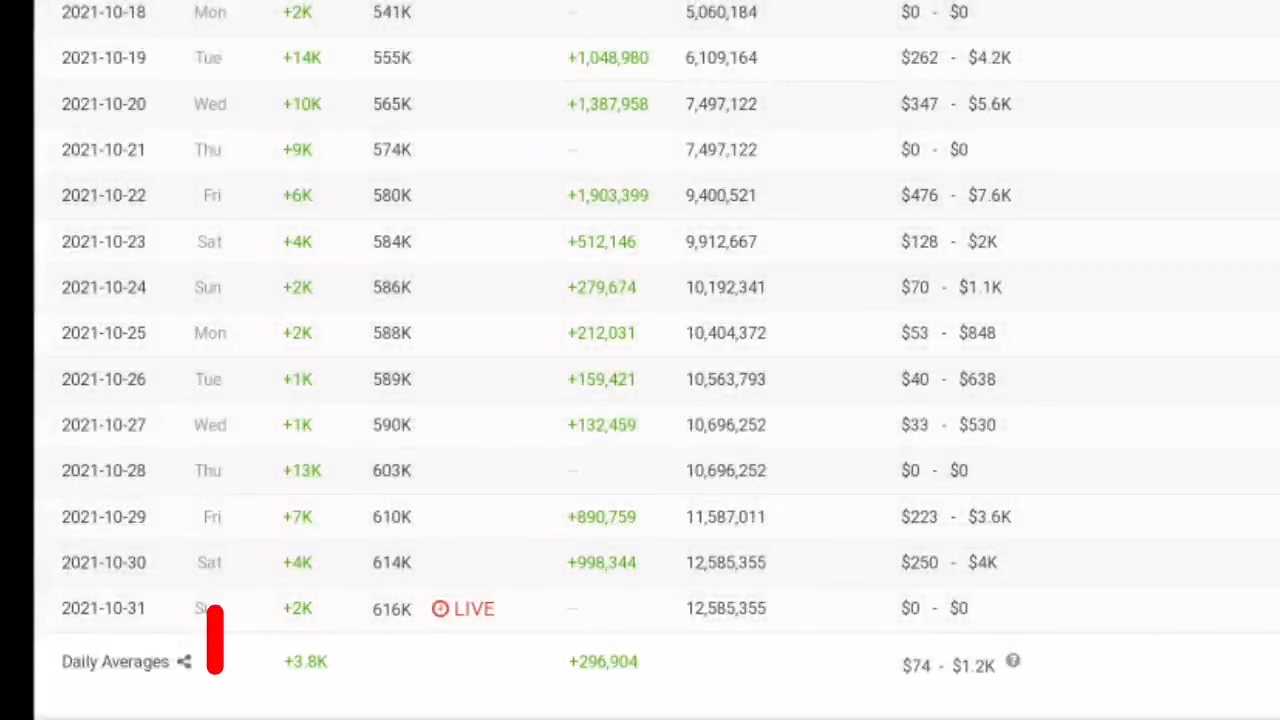 2021-10-18 Mon +2K 541K -- 5,060,184 $0 - $0
2021-10-19 Tue +14K 555K +1,048,980 6,109,164 $262 - $4.2K
2021-10-20 Wed +10K 565K +1,387,958 7,497,122 $347 - $5.6K
2021-10-21 Thu +9K 574K -- 7,497,122 $0 - $0
2021-10-22 Fri +6K 580K +1,903,399 9,400,521 $476 - $7.6K
2021-10-23 Sat +4K 584K +512,146 9,912,667 $128 - $2K
2021-10-24 Sun +2K 586K +279,674 10,192,341 $70 - $1.1K
2021-10-25 Mon +2K 588K +212,031 10,404,372 $53 - $848
2021-10-26 Tue +1K 589K +159,421 10,563,793 $40 - $638
2021-10-27 Wed +1K 590K +132,459 10,696,252 $33 - $530
2021-10-28 Thu +13K 603K -- 10,696,252 $0 - $0
2021-10-29 Fri +7K 610K +890,759 11,587,011 $223 - $3.6K
2021-10-30 Sat +4K 614K +998,344 12,585,355 $250 - $4K
2021-10-31 +2K 616K LIVE -- 12,585,355 $0 - $0
Daily Averages +3.8K +296,904 $74 - $1.2K ?